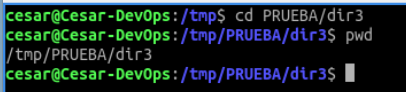 cesar@Cesar-DevOps:/tmp$ cd PRUEBA/dir3
cesar@Cesar-DevOps:/tmp/PRUEBA/dir3$ pwd
/tmp/PRUEBA/dir3
cesar@Cesar-DevOps:/tmp/PRUEBA/dir3$